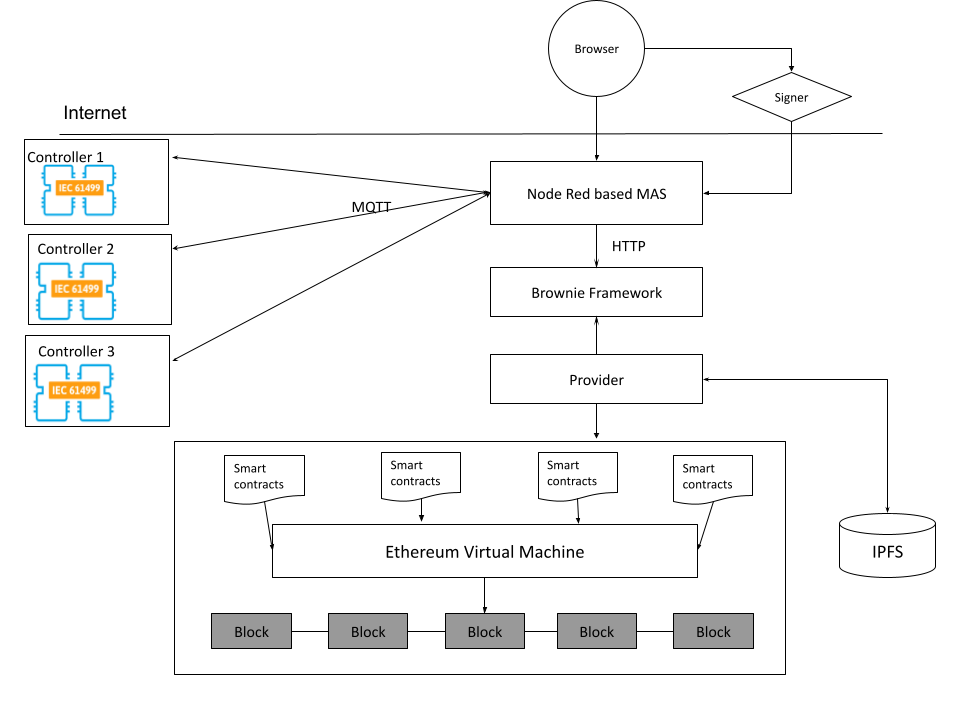 Browser
Signer
Internet
Controller 1
IEC 61499
MQTT
Node Red based MAS
Controller 2
IEC 61499
HTTP
Brownie Framework
Controller 3
IEC 61499
Provider
Smart
contracts
Smart
contracts
Smart
contracts
Smart
contracts
Ethereum Virtual Machine
IPFS
Block
Block
Block
Block
Block